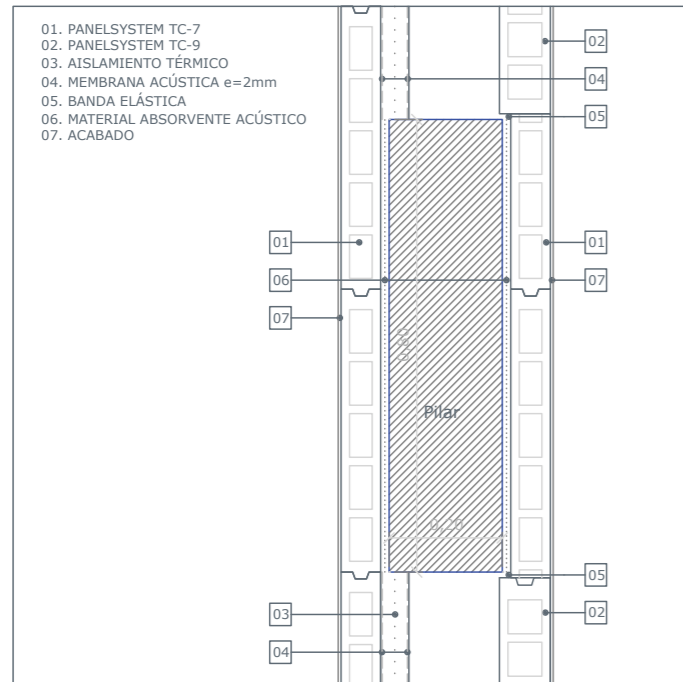 01. PANELSYSTEM TC-7
02. PANELSYSTEM TC-9
03. AISLAMIENTO TÉRMICO
04. MEMBRANA ACÚSTICA e=2mm
05. BANDA ELÁSTICA
06. MATERIAL ABSORVENTE ACÚSTICO
07. ACABADO
02
04
05
01
01
06
07
07
Pilar
0,20
05
02
03
04